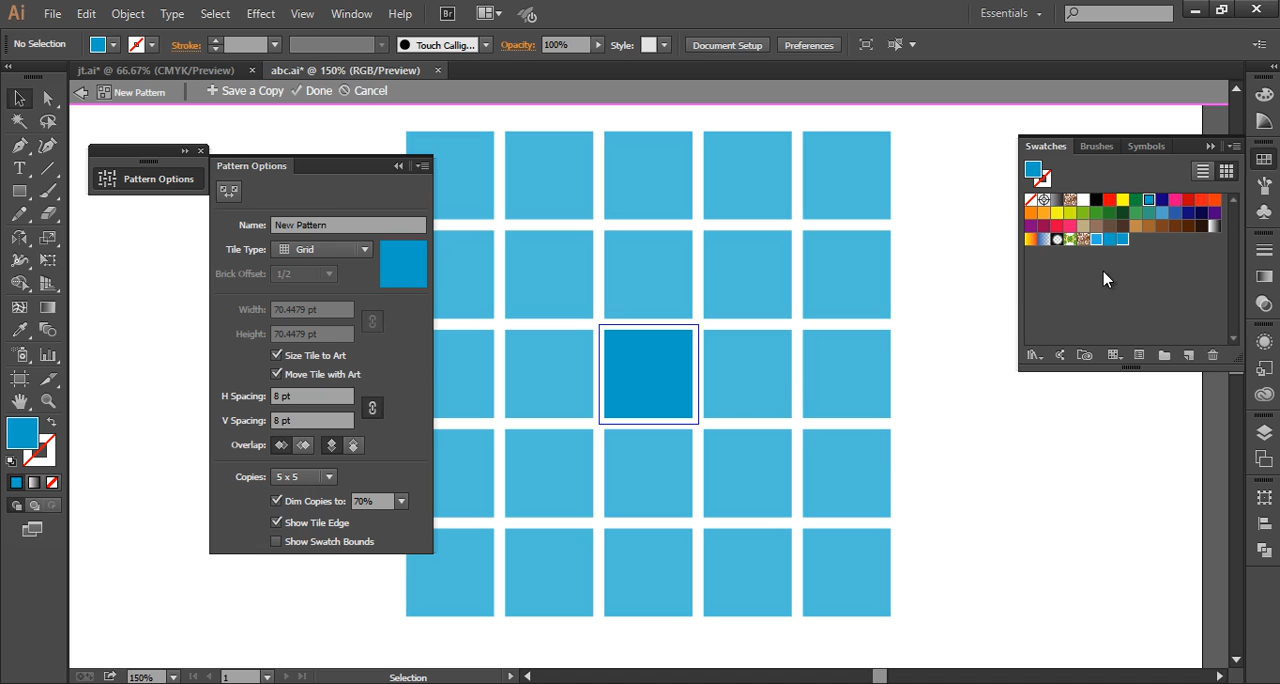 Ai File Edit Object Type Select Effect View Window Help Br Essentials
No Selection Stroke: Touch Callig... Opacity: 100% Style: Document Setup Preferences
jt.ai* @ 66.67% (CMYK/Preview) × abc.ai* @ 150% (RGB/Preview) ×
New Pattern + Save a Copy Done Cancel
Pattern Options
Pattern Options
Name: New Pattern
Tile Type: Grid
Brick Offset: 1/2
Width: 70.4479 pt
Height: 70.4479 pt
Size Tile to Art
Move Tile with Art
H Spacing: 8 pt
V Spacing: 8 pt
Overlap:
Copies: 5 x 5
Dim Copies to: 70%
Show Tile Edge
Show Swatch Bounds
Swatches Brushes Symbols
150% 1 Selection